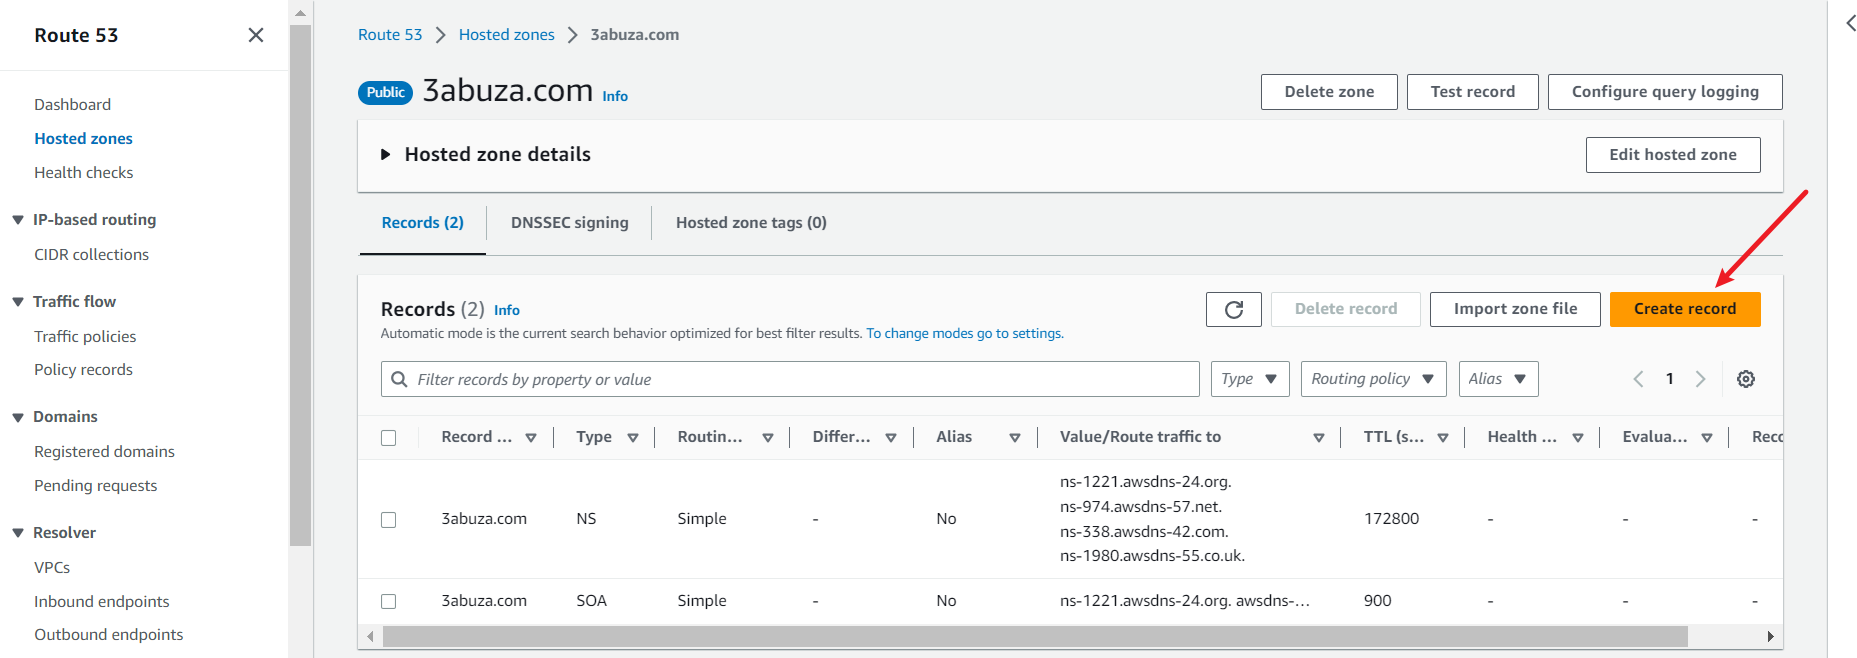 Route 53
Dashboard
Hosted zones
Health checks
IP-based routing
CIDR collections
Traffic flow
Traffic policies
Policy records
Domains
Registered domains
Pending requests
Resolver
VPCs
Inbound endpoints
Outbound endpoints
Route 53 Hosted zones 3abuza.com
Public 3abuza.com Info Delete zone Test record Configure query logging
Hosted zone details Edit hosted zone
Records (2) DNSSEC signing Hosted zone tags (0)
Records (2) Info Delete record Import zone file Create record
Automatic mode is the current search behavior optimized for best filter results. To change modes go to settings.
Filter records by property or value Type Routing policy Alias 1
Record ... Type Routin... Differ... Alias Value/Route traffic to TTL (s... Health ... Evalua... Recc
ns-1221.awsdns-24.org.
ns-974.awsdns-57.net.
3abuza.com NS Simple - No 172800 - - -
ns-338.awsdns-42.com.
ns-1980.awsdns-55.co.uk.
3abuza.com SOA Simple - No ns-1221.awsdns-24.org. awsdns-... 900 - - -